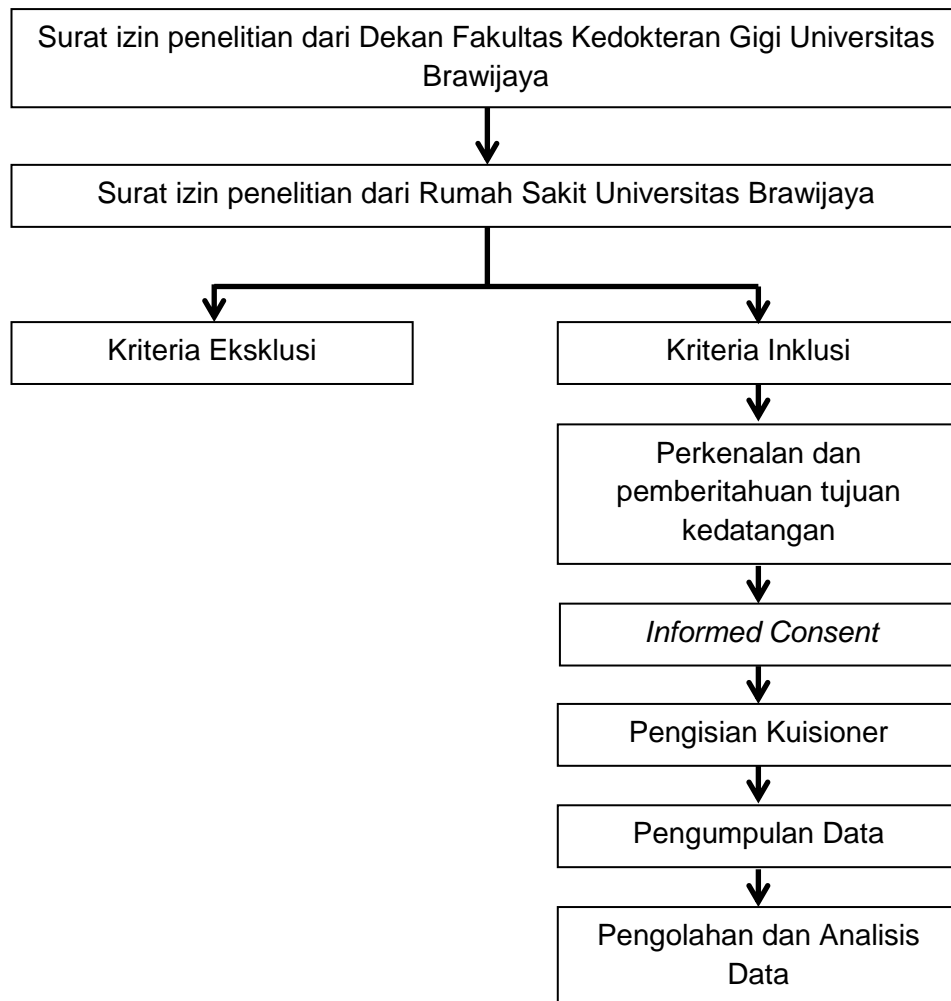 Surat izin penelitian dari Dekan Fakultas Kedokteran Gigi Universitas
Brawijaya
Surat izin penelitian dari Rumah Sakit Universitas Brawijaya
Kriteria Eksklusi
Kriteria Inklusi
Perkenalan dan
pemberitahuan tujuan
kedatangan
Informed Consent
Pengisian Kuisioner
Pengumpulan Data
Pengolahan dan Analisis
Data